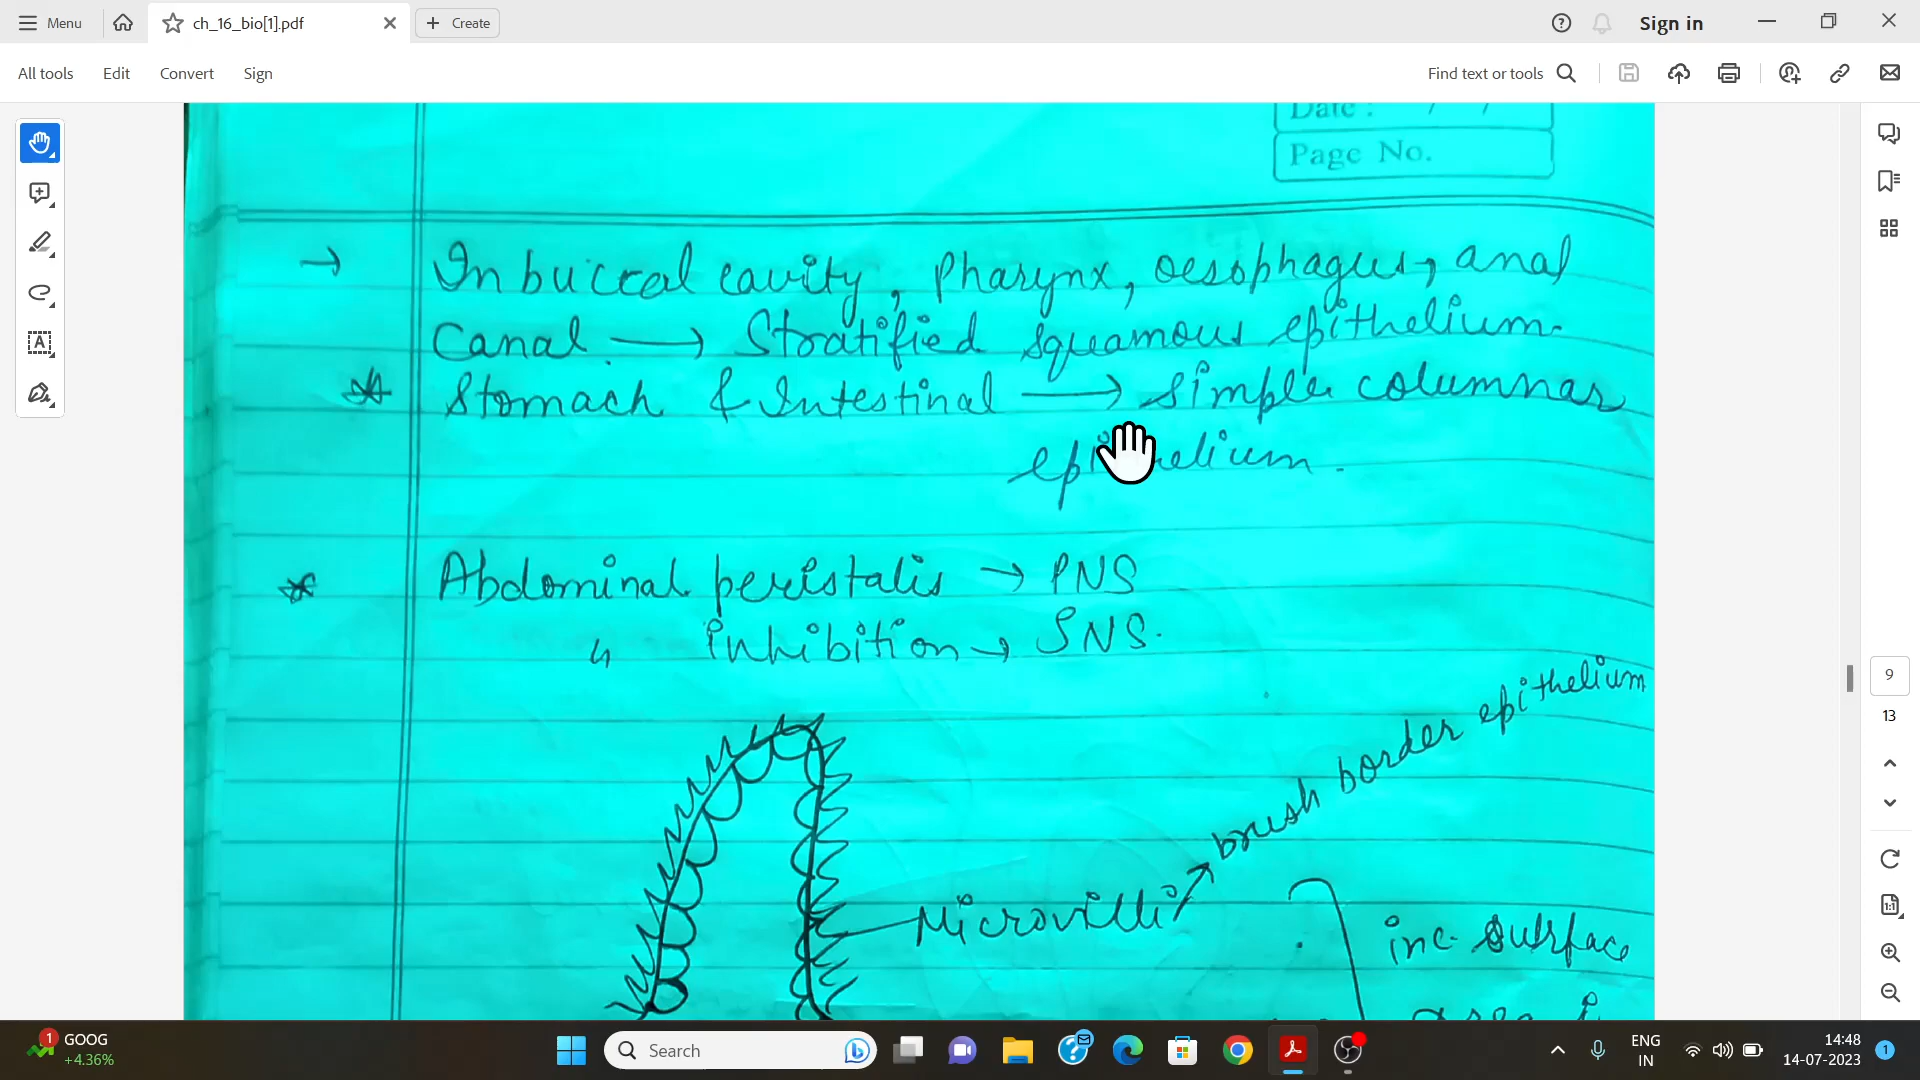 Menu
ch_16_bio[1].pdf
Create
Sign in
All tools
Edit
Convert
Sign
Find text or tools
Date : / /
Page No.
→ In buccal cavity, Pharynx, oesophagus, anal
Canal. → Stratified squamous epithelium.
* Stomach & Intestinal → simple columnar
epithelium.
* Abdominal peristalis → PNS
" inhibition → SNS.
brush border epithelium
Microvilli
inc. surface
9
13
1
GOOG
+4.36%
Search
ENG
IN
14:48
14-07-2023
1